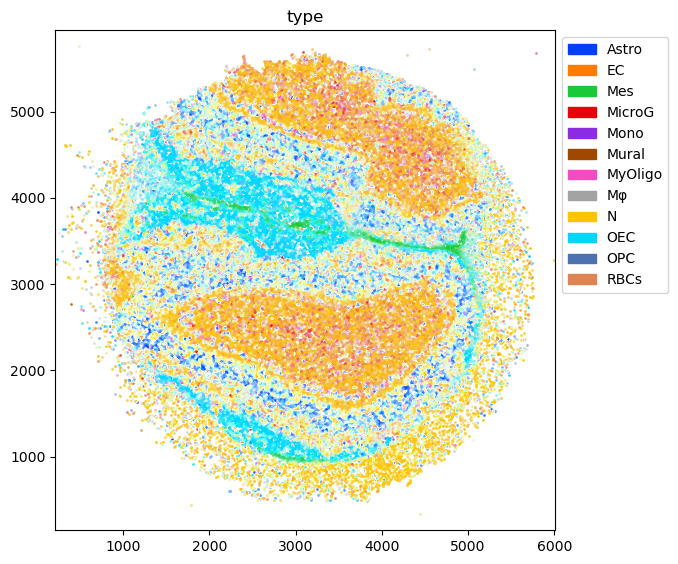 type
5000
4000
3000
2000
1000
1000
2000
3000
4000
5000
6000
Astro
EC
Mes
MicroG
Mono
Mural
MyOligo
Mφ
N
OEC
OPC
RBCs